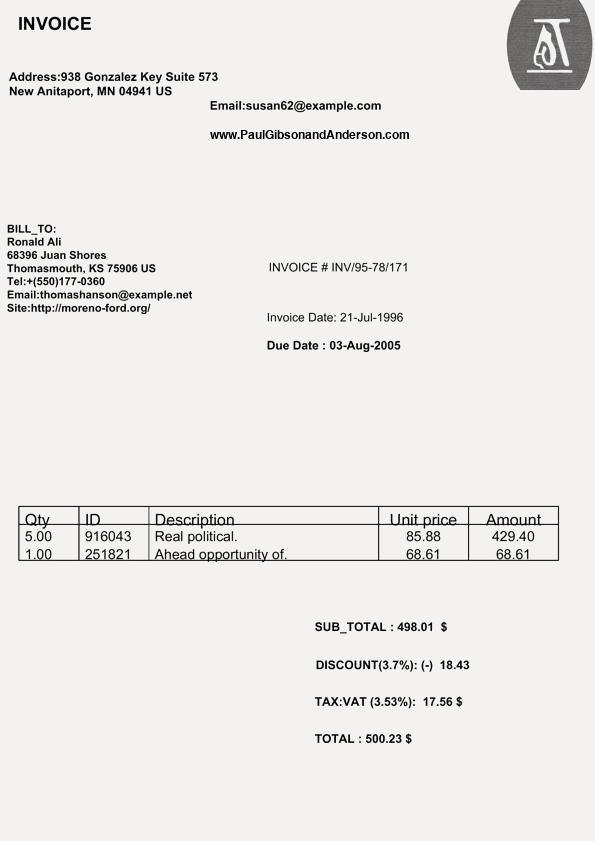 INVOICE
Address:938 Gonzalez Key Suite 573
New Anitaport, MN 04941 US
Email:susan62@example.com
www.PaulGibsonandAnderson.com
BILL_TO:
Ronald Ali
68396 Juan Shores
Thomasmouth, KS 75906 US
Tel:+(550)177-0360
Email:thomashanson@example.net
Site:http://moreno-ford.org/
INVOICE # INV/95-78/171
Invoice Date: 21-Jul-1996
Due Date : 03-Aug-2005
Qty ID Description Unit price Amount
5.00 916043 Real political. 85.88 429.40
1.00 251821 Ahead opportunity of. 68.61 68.61
SUB_TOTAL : 498.01 $
DISCOUNT(3.7%): (-) 18.43
TAX:VAT (3.53%): 17.56 $
TOTAL : 500.23 $